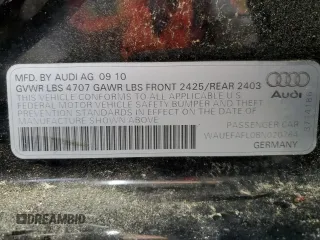 MFD. BY AUDI AG 09 10
GVWR LBS 4707 GAWR LBS FRONT 2425/REAR 2403
THIS VEHICLE CONFORMS TO ALL APPLICABLE U.S.
FEDERAL MOTOR VEHICLE SAFETY BUMPER AND THEFT
PREVENTION STANDARDS IN EFFECT ON THE DATE OF
MANUFACTURE SHOWN ABOVE.
Audi
PASSENGER CAR
GERMANY
DREAMBID